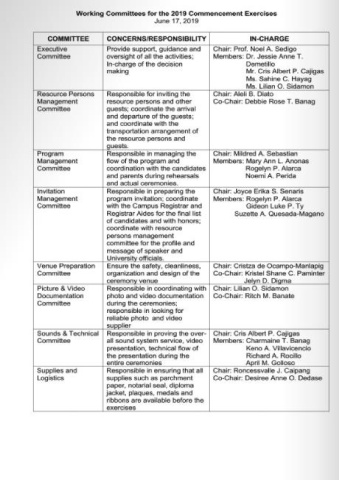 Working Committees for the 2019 Commencement Exercises
June 17, 2019
COMMITTEE CONCERNS/RESPONSIBILITY IN-CHARGE
Executive Committee
Provide support, guidance and
oversight of all the activities;
In-charge of the decision
making
Chair: Prof. Noel A. Sedigo
Members: Dr. Jessie Anne T.
Demetillo
Mr. Cris Albert P. Cajigas
Ms. Sahine C. Hayag
Ms. Lilian O. Sidamon
Resource Persons
Management
Committee
Responsible for inviting the
resource persons and other
guests; coordinate the arrival
and departure of the guests;
and coordinate with the
transportation arrangement of
the resource persons and
guests.
Chair: Aleli B. Diato
Co-Chair: Debbie Rose T. Banag
Program
Management
Committee
Responsible in managing the
flow of the program and
coordination with the candidates
and parents during rehearsals
and actual ceremonies.
Chair: Mildred A. Sebastian
Members: Mary Ann L. Anonas
Rogelyn P. Alarca
Noemi A. Perida
Invitation
Management
Committee
Responsible in preparing the
program invitation; coordinate
with the Campus Registrar and
Registrar Aides for the final list
of candidates and with honors;
coordinate with resource
persons management
committee for the profile and
message of speaker and
University officials.
Chair: Joyce Erika S. Senaris
Members: Rogelyn P. Alarca
Gideon Luke P. Ty
Suzette A. Quesada-Magano
Venue Preparation
Committee
Ensure the safety, cleanliness,
organization and design of the
ceremony venue
Chair: Cristza de Ocampo-Manlapig
Co-Chair: Kristel Shane C. Paminter
Jelyn D. Digma
Picture & Video
Documentation
Committee
Responsible in coordinating with
photo and video documentation
during the ceremonies;
responsible in looking for
reliable photo and video
supplier
Chair: Lilian O. Sidamon
Co-Chair: Ritch M. Banate
Sounds & Technical
Committee
Responsible in proving the over-
all sound system service, video
presentation, technical flow of
the presentation during the
entire ceremonies
Chair: Cris Albert P. Cajigas
Members: Charmaine T. Banag
Keno A. Villavicencio
Richard A. Rocillo
April M. Golloso
Supplies and
Logistics
Responsible in ensuring that all
supplies such as parchment
paper, notarial seal, diploma
jacket, plaques, medals and
ribbons are available before the
exercises
Chair: Roncessvalle J. Caipang
Co-Chair: Desiree Anne O. Dedase